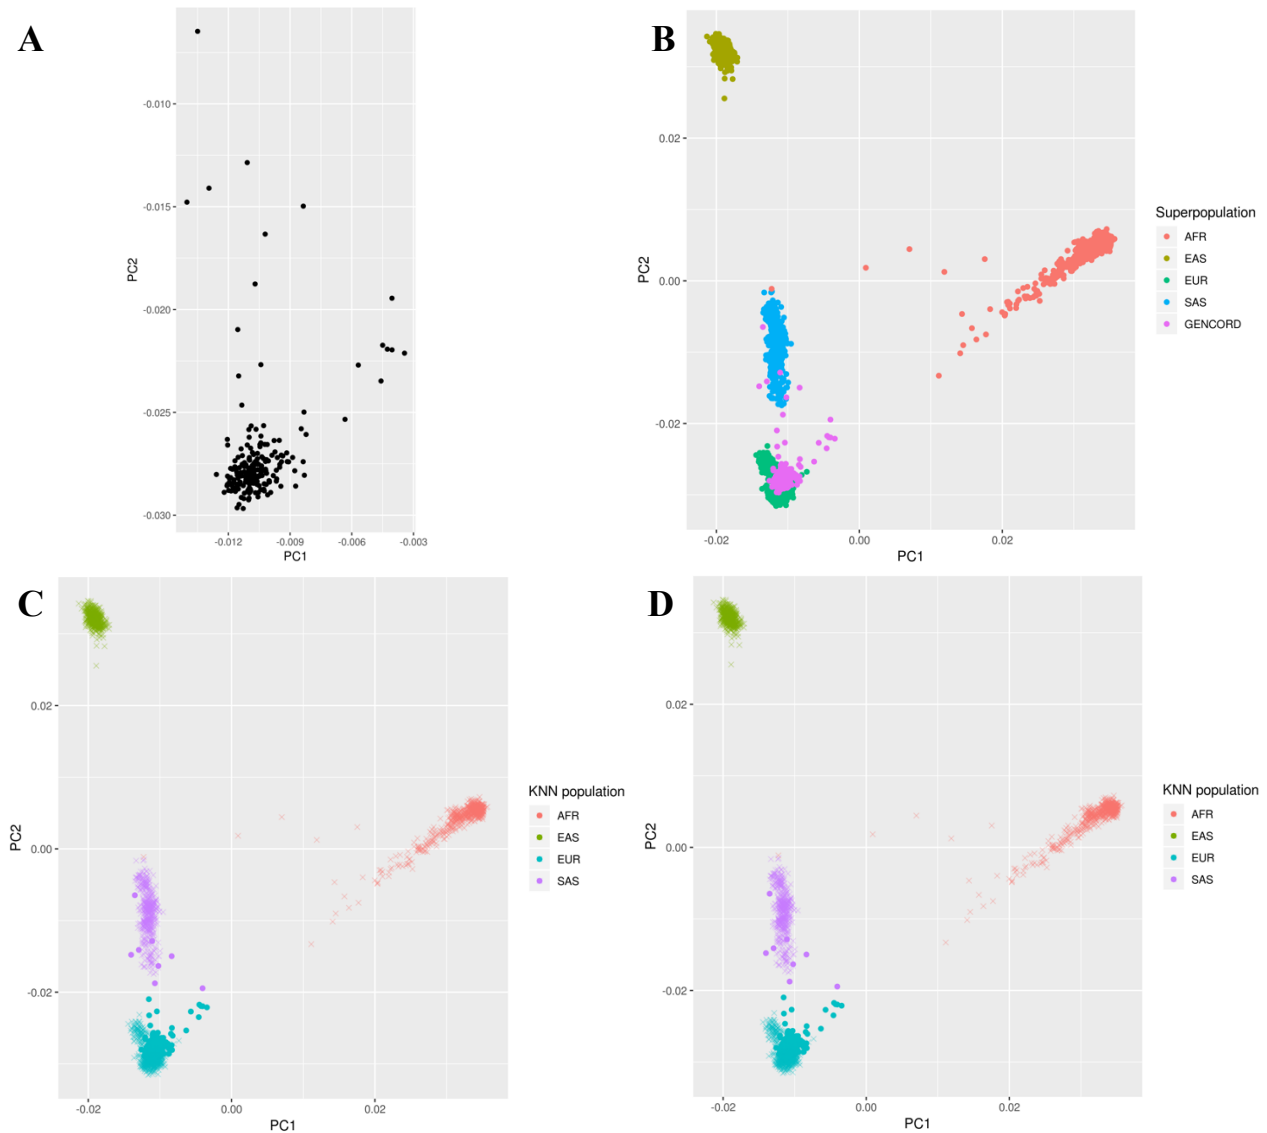 A
PC2
-0.010
-0.015
-0.020
-0.025
-0.030
-0.012
-0.009
-0.006
-0.003
PC1
B
PC2
0.02
0.00
-0.02
-0.02
0.00
0.02
PC1
Superpopulation
AFR
EAS
EUR
SAS
GENCORD
C
PC2
0.02
0.00
-0.02
-0.02
0.00
0.02
PC1
KNN population
AFR
EAS
EUR
SAS
D
PC2
0.02
0.00
-0.02
-0.02
0.00
0.02
PC1
KNN population
AFR
EAS
EUR
SAS